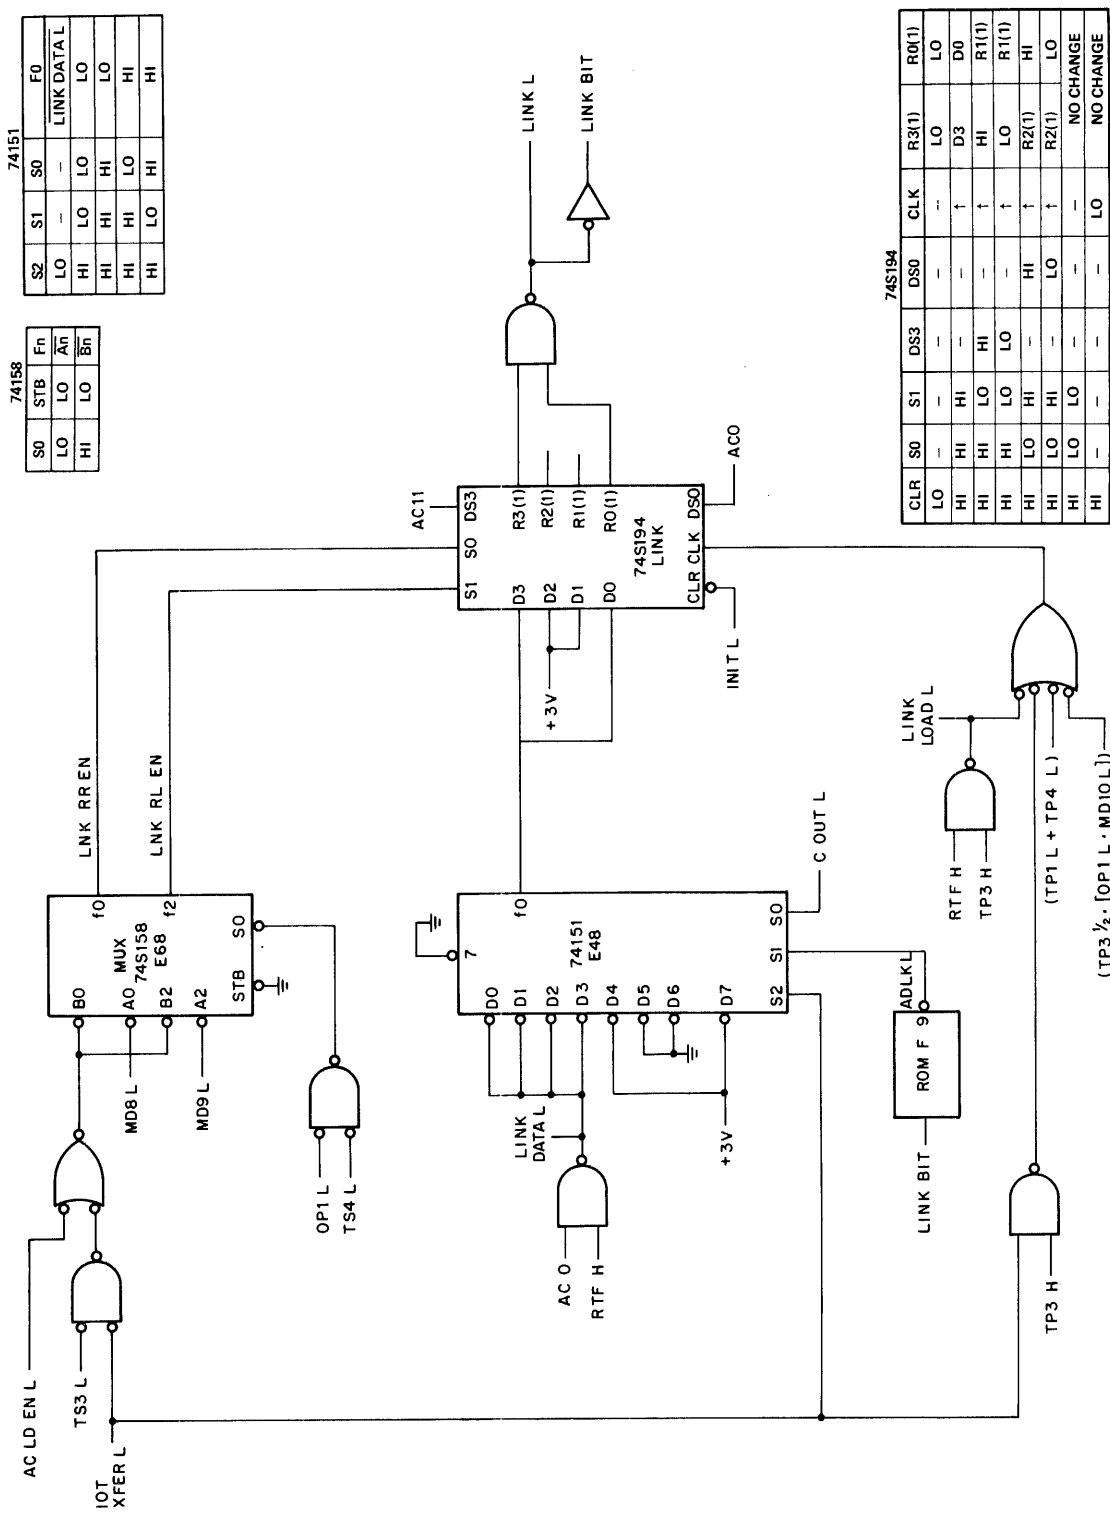 74158
S0 STB Fn
LO LO A̅n̅
HI LO B̅n̅
74151
S2 S1 S0 F0
LO – – L̅I̅N̅K̅ ̅D̅A̅T̅A̅ ̅L̅
HI LO LO LO
HI HI HI LO
HI HI LO HI
HI LO HI HI
AC LD EN L
TS3 L
IOT
XFER L
MD8 L
MD9 L
B0
A0
B2
A2
MUX
74S158
E68
f0
f2
STB
S0
LNK RR EN
LNK RL EN
OP1 L
TS4 L
AC 0
RTF H
LINK
DATA L
+3V
D0
D1
D2
D3
D4
D5
D6
D7
7
74151
E48
f0
S2
S1
S0
ADLK L
C OUT L
LINK BIT
ROM F 9
+3V
S1
S0
DS3
AC11
D3
D2
D1
D0
R3(1)
R2(1)
R1(1)
R0(1)
74S194
LINK
CLR
CLK
DS0
INIT L
AC0
LINK L
LINK BIT
TP3 H
LINK
LOAD L
RTF H
TP3 H
(TP1 L + TP4 L)
(TP3 ½· [OP1 L · MD10 L])
74S194
CLR S0 S1 DS3 DS0 CLK R3(1) R0(1)
LO – – – – -- LO LO
HI HI HI – – ↑ D3 D0
HI HI LO HI – ↑ HI R1(1)
HI HI LO LO – ↑ LO R1(1)
HI LO HI – HI ↑ R2(1) HI
HI LO HI – LO ↑ R2(1) LO
HI LO LO – – – NO CHANGE
HI – – – – LO NO CHANGE